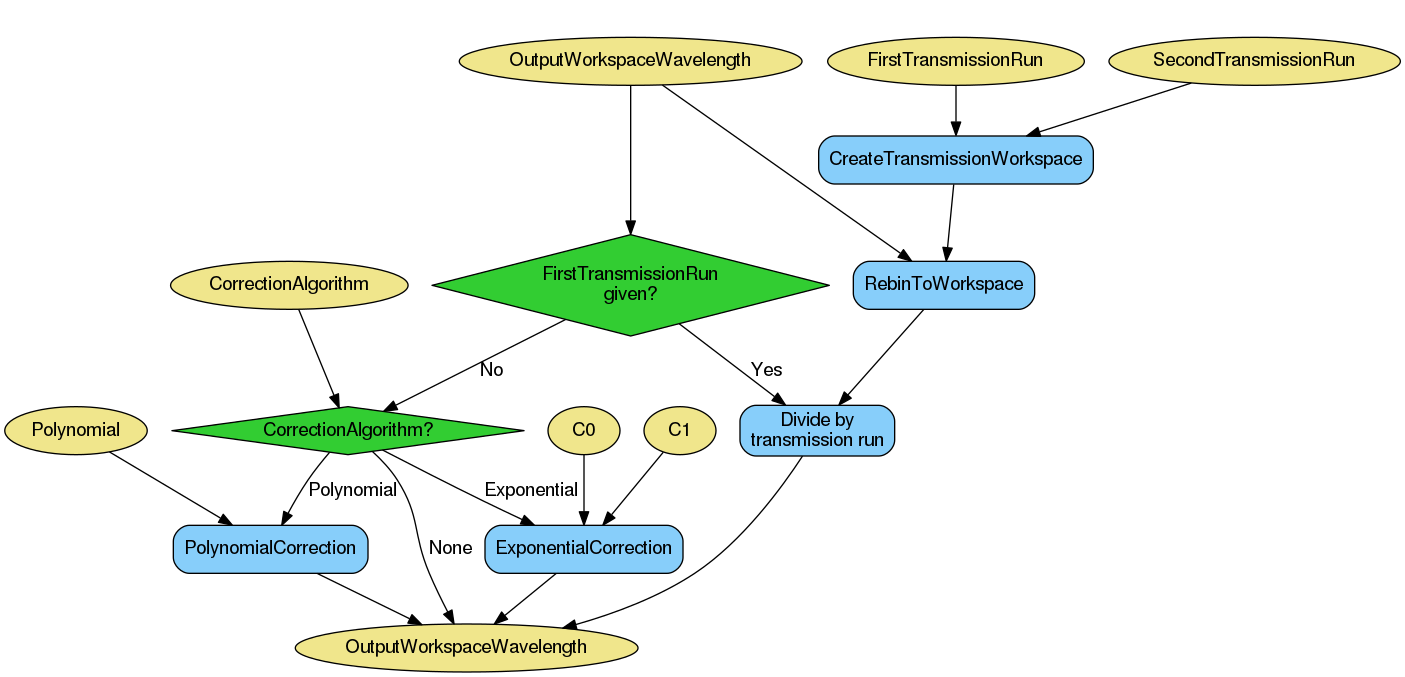 OutputWorkspaceWavelength
FirstTransmissionRun
SecondTransmissionRun
CreateTransmissionWorkspace
FirstTransmissionRun
given?
CorrectionAlgorithm
RebinToWorkspace
No
Yes
Polynomial
CorrectionAlgorithm?
C0
C1
Divide by
transmission run
Polynomial
Exponential
PolynomialCorrection
None
ExponentialCorrection
OutputWorkspaceWavelength